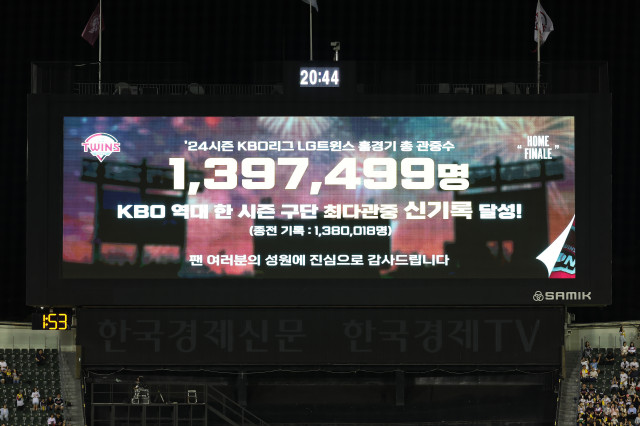 20:44
TWINS
'24시즌 KBO리그 LG트윈스 홈경기 총 관중수
" HOME FINALE "
1,397,499명
KBO 역대 한 시즌 구단 최다관중 신기록 달성!
(종전 기록 : 1,380,018명)
팬 여러분의 성원에 진심으로 감사드립니다
SAMIK
1:53
한국경제신문 한국경제TV